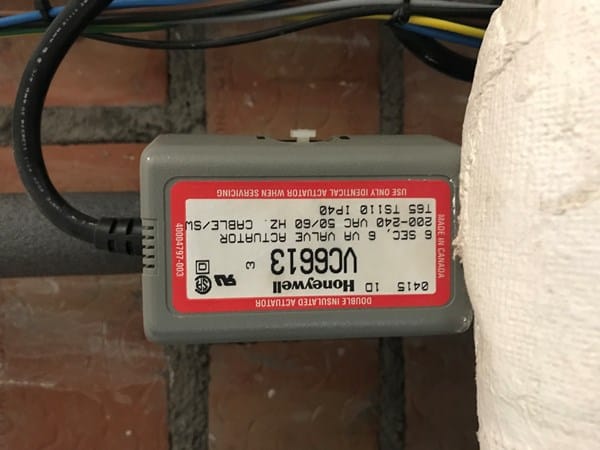 DOUBLE INSULATED ACTUATOR
0415 1D Honeywell
VC6613 3
6 SEC, 6 VA VALVE ACTUATOR
200-240 VAC 50/60 HZ. CABLE/SW
T65 TS110 IP40
USE ONLY IDENTICAL ACTUATOR WHEN SERVICING
MADE IN CANADA
40004797-003